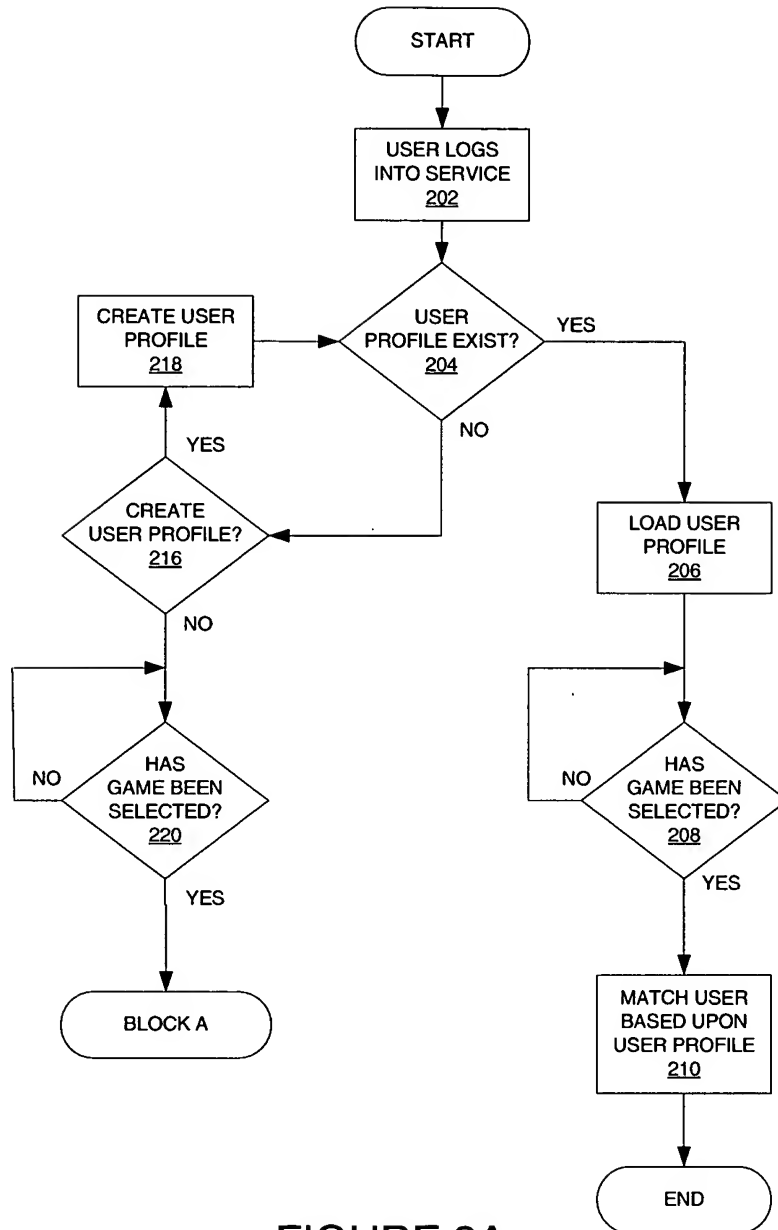 START
USER LOGS
INTO SERVICE
202
USER
PROFILE EXIST?
204
YES
NO
CREATE USER
PROFILE
218
YES
CREATE
USER PROFILE?
216
NO
LOAD USER
PROFILE
206
HAS
GAME BEEN
SELECTED?
220
NO
YES
HAS
GAME BEEN
SELECTED?
208
NO
YES
BLOCK A
MATCH USER
BASED UPON
USER PROFILE
210
END